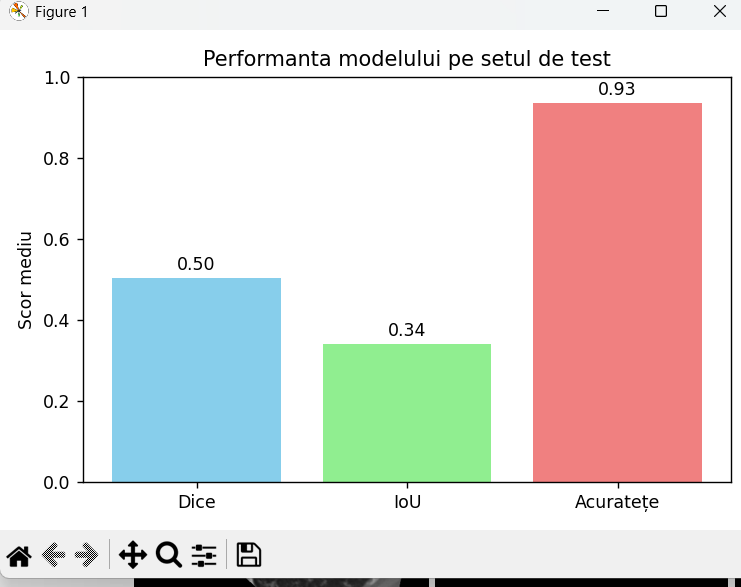 Figure 1
Performanta modelului pe setul de test
1.0
0.8
0.6
0.4
0.2
0.0
Scor mediu
0.50
0.34
0.93
Dice
IoU
Acuratețe